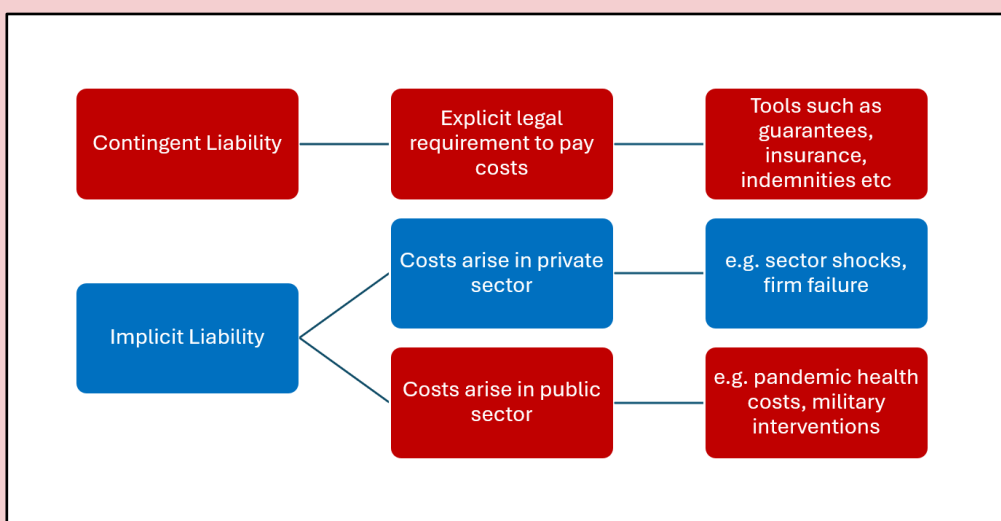 Contingent Liability
Explicit legal
requirement to pay
costs
Tools such as
guarantees,
insurance,
indemnities etc
Implicit Liability
Costs arise in private
sector
e.g. sector shocks,
firm failure
Costs arise in public
sector
e.g. pandemic health
costs, military
interventions